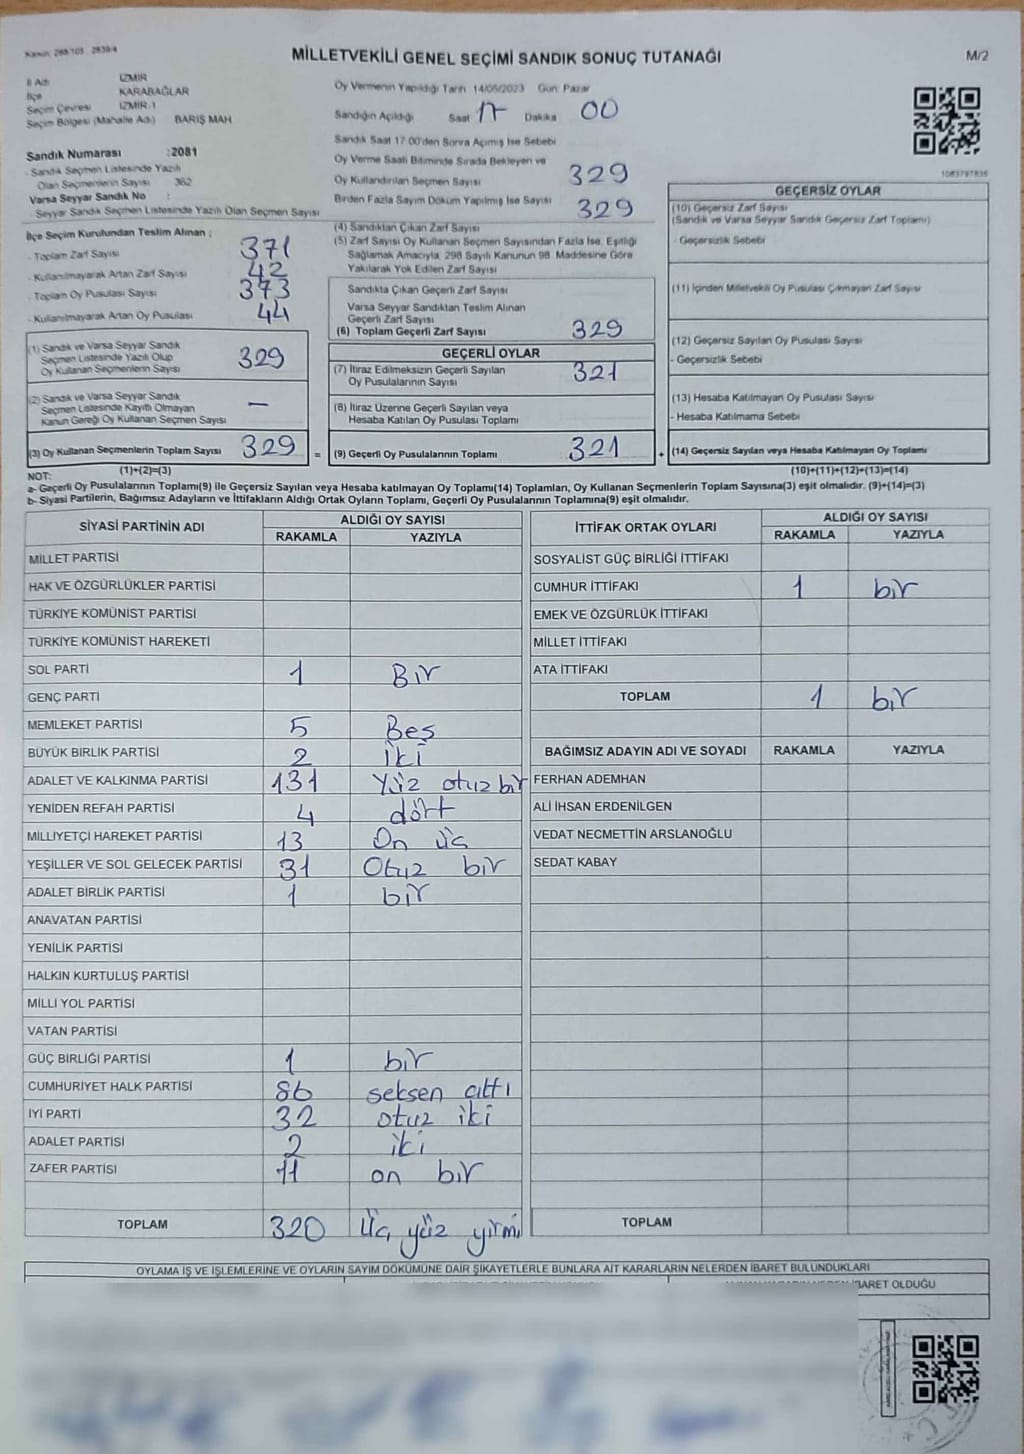 Kanun: 298/103 , 2839/4
MİLLETVEKİLİ GENEL SEÇİMİ SANDIK SONUÇ TUTANAĞI
M/2
İl Adı İZMİR
İlçe KARABAĞLAR
Seçim Çevresi İZMİR-1
Seçim Bölgesi (Mahalle Adı) BARIŞ MAH
Sandık Numarası :2081
- Sandık Seçmen Listesinde Yazılı
Olan Seçmenlerin Sayısı : 362
Varsa Seyyar Sandık No :
- Seyyar Sandık Seçmen Listesinde Yazılı Olan Seçmen Sayısı
İlçe Seçim Kurulundan Teslim Alınan ;
- Toplam Zarf Sayısı 371
- Kullanılmayarak Artan Zarf Sayısı 42
- Toplam Oy Pusulası Sayısı 373
- Kullanılmayarak Artan Oy Pusulası 44
(1) Sandık ve Varsa Seyyar Sandık
Seçmen Listesinde Yazılı Olup
Oy Kullanan Seçmenlerin Sayısı 329
(2) Sandık ve Varsa Seyyar Sandık
Seçmen Listesinde Kayıtlı Olmayan
Kanun Gereği Oy Kullanan Seçmen Sayısı —
(3) Oy Kullanan Seçmenlerin Toplam Sayısı 329 =
(1)+(2)=(3)
Oy Vermenin Yapıldığı Tarih 14/05/2023 Gün: Pazar
Sandığın Açıldığı Saat 17 Dakika 00
Sandık Saat 17:00'den Sonra Açımış İse Sebebi
Oy Verme Saati Bitiminde Sırada Bekleyen ve
Oy Kullandırılan Seçmen Sayısı 329
Birden Fazla Sayım Döküm Yapılmış İse Sayısı 329
(4) Sandıktan Çıkan Zarf Sayısı
(5) Zarf Sayısı Oy Kullanan Seçmen Sayısından Fazla İse, Eşitliği
Sağlamak Amacıyla 298 Sayılı Kanunun 98. Maddesine Göre
Yakılarak Yok Edilen Zarf Sayısı
Sandıkta Çıkan Geçerli Zarf Sayısı
Varsa Seyyar Sandıktan Teslim Alınan
Geçerli Zarf Sayısı
(6) Toplam Geçerli Zarf Sayısı 329
GEÇERLİ OYLAR
(7) İtiraz Edilmeksizin Geçerli Sayılan
Oy Pusulalarının Sayısı 321
(8) İtiraz Üzerine Geçerli Sayılan veya
Hesaba Katılan Oy Pusulası Toplamı
(9) Geçerli Oy Pusulalarının Toplamı 321 +
1083797835
GEÇERSİZ OYLAR
(10) Geçersiz Zarf Sayısı
(Sandık ve Varsa Seyyar Sandık Geçersiz Zarf Toplamı)
- Geçersizlik Sebebi
(11) İçinden Milletvekili Oy Pusulası Çıkmayan Zarf Sayısı
(12) Geçersiz Sayılan Oy Pusulası Sayısı
- Geçersizlik Sebebi
(13) Hesaba Katılmayan Oy Pusulası Sayısı
- Hesaba Katılmama Sebebi
(14) Geçersiz Sayılan veya Hesaba Katılmayan Oy Toplamı
(10)+(11)+(12)+(13)=(14)
NOT:
a- Geçerli Oy Pusulalarının Toplamı(9) ile Geçersiz Sayılan veya Hesaba katılmayan Oy Toplamı(14) Toplamları, Oy Kullanan Seçmenlerin Toplam Sayısına(3) eşit olmalıdır. (9)+(14)=(3)
b- Siyasi Partilerin, Bağımsız Adayların ve İttifakların Aldığı Ortak Oyların Toplamı, Geçerli Oy Pusulalarının Toplamına(9) eşit olmalıdır.
SİYASİ PARTİNİN ADI ALDIĞI OY SAYISI
RAKAMLA YAZIYLA
MİLLET PARTİSİ
HAK VE ÖZGÜRLÜKLER PARTİSİ
TÜRKİYE KOMÜNİST PARTİSİ
TÜRKİYE KOMÜNİST HAREKETİ
SOL PARTİ 1 Bir
GENÇ PARTİ
MEMLEKET PARTİSİ 5 Beş
BÜYÜK BİRLİK PARTİSİ 2 iki
ADALET VE KALKINMA PARTİSİ 131 Yüz otuz bir
YENİDEN REFAH PARTİSİ 4 dört
MİLLİYETÇİ HAREKET PARTİSİ 13 On üç
YEŞİLLER VE SOL GELECEK PARTİSİ 31 Otuz bir
ADALET BİRLİK PARTİSİ 1 bir
ANAVATAN PARTİSİ
YENİLİK PARTİSİ
HALKIN KURTULUŞ PARTİSİ
MİLLİ YOL PARTİSİ
VATAN PARTİSİ
GÜÇ BİRLİĞİ PARTİSİ 1 bir
CUMHURİYET HALK PARTİSİ 86 seksen altı
İYİ PARTİ 32 otuz iki
ADALET PARTİSİ 2 iki
ZAFER PARTİSİ 11 on bir
TOPLAM 320 Üç yüz yirmi
İTTİFAK ORTAK OYLARI ALDIĞI OY SAYISI
RAKAMLA YAZIYLA
SOSYALİST GÜÇ BİRLİĞİ İTTİFAKI
CUMHUR İTTİFAKI 1 bir
EMEK VE ÖZGÜRLÜK İTTİFAKI
MİLLET İTTİFAKI
ATA İTTİFAKI
TOPLAM 1 bir
BAĞIMSIZ ADAYIN ADI VE SOYADI RAKAMLA YAZIYLA
FERHAN ADEMHAN
ALİ İHSAN ERDENİLGEN
VEDAT NECMETTİN ARSLANOĞLU
SEDAT KABAY
TOPLAM
OYLAMA İŞ VE İŞLEMLERİNE VE OYLARIN SAYIM DÖKÜMÜNE DAİR ŞİKAYETLERLE BUNLARA AİT KARARLARIN NELERDEN İBARET BULUNDUKLARI
İBARET OLDUĞU